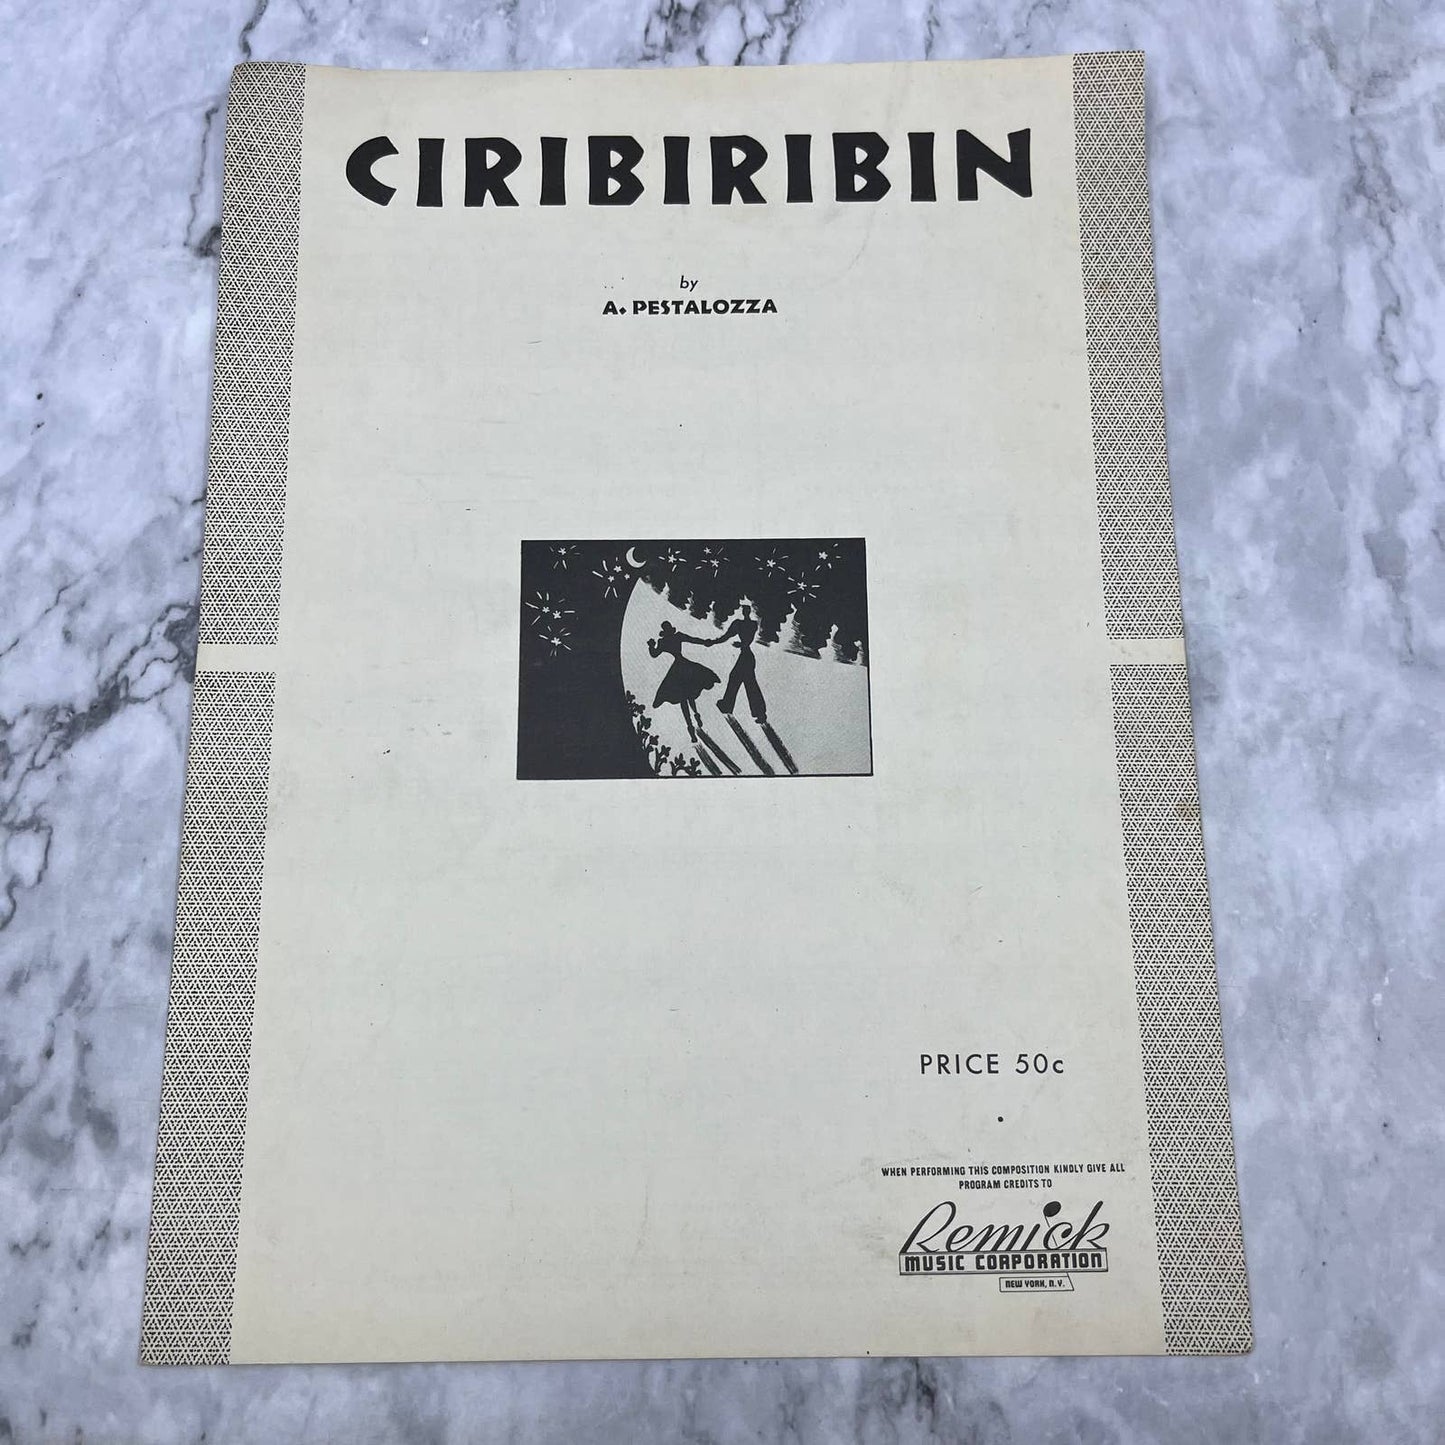 CIRIBIRIBIN
by
A. PESTALOZZA
PRICE 50c
WHEN PERFORMING THIS COMPOSITION KINDLY GIVE ALL
PROGRAM CREDITS TO
Remick
MUSIC CORPORATION
NEW YORK, N.Y.